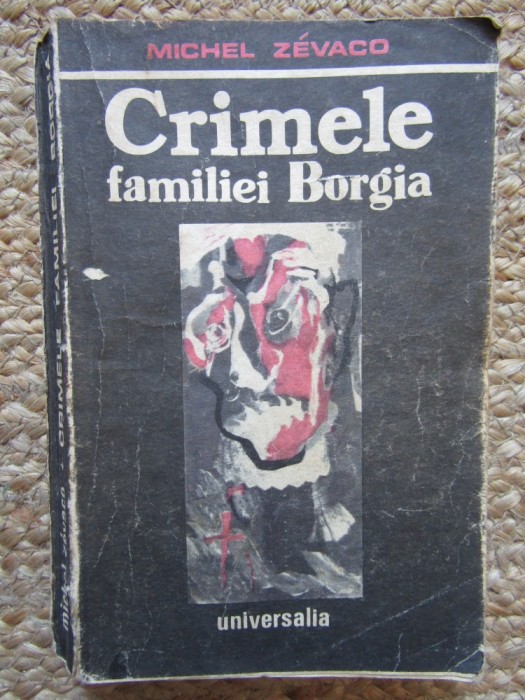 MICHEL ZÉVACO
Crimele
familiei Borgia
universalia
michel zévaco • CRIMELE FAMILIEI BORGIA